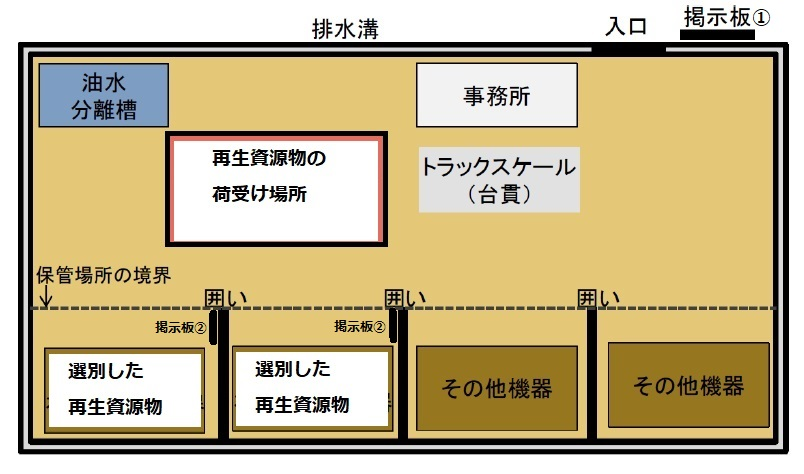 排水溝
入口
掲示板①
油水
分離槽
事務所
再生資源物の
荷受け場所
トラックスケール
（台貫）
保管場所の境界
囲い
囲い
囲い
掲示板②
掲示板②
選別した
再生資源物
選別した
再生資源物
その他機器
その他機器